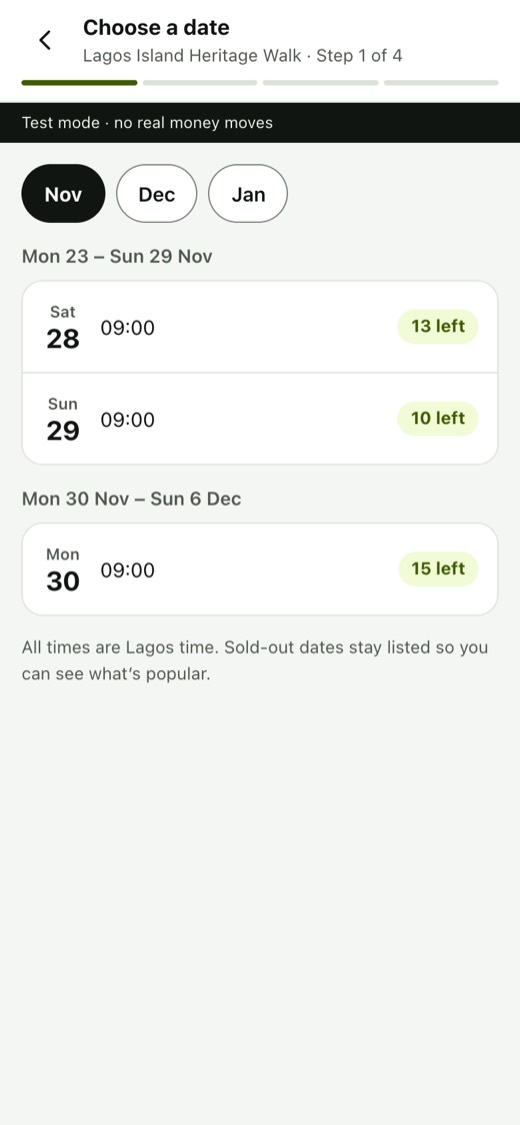 Choose a date
Lagos Island Heritage Walk · Step 1 of 4
Test mode · no real money moves
Nov
Dec
Jan
Mon 23 – Sun 29 Nov
Sat
28
09:00
13 left
Sun
29
09:00
10 left
Mon 30 Nov – Sun 6 Dec
Mon
30
09:00
15 left
All times are Lagos time. Sold-out dates stay listed so you
can see what’s popular.